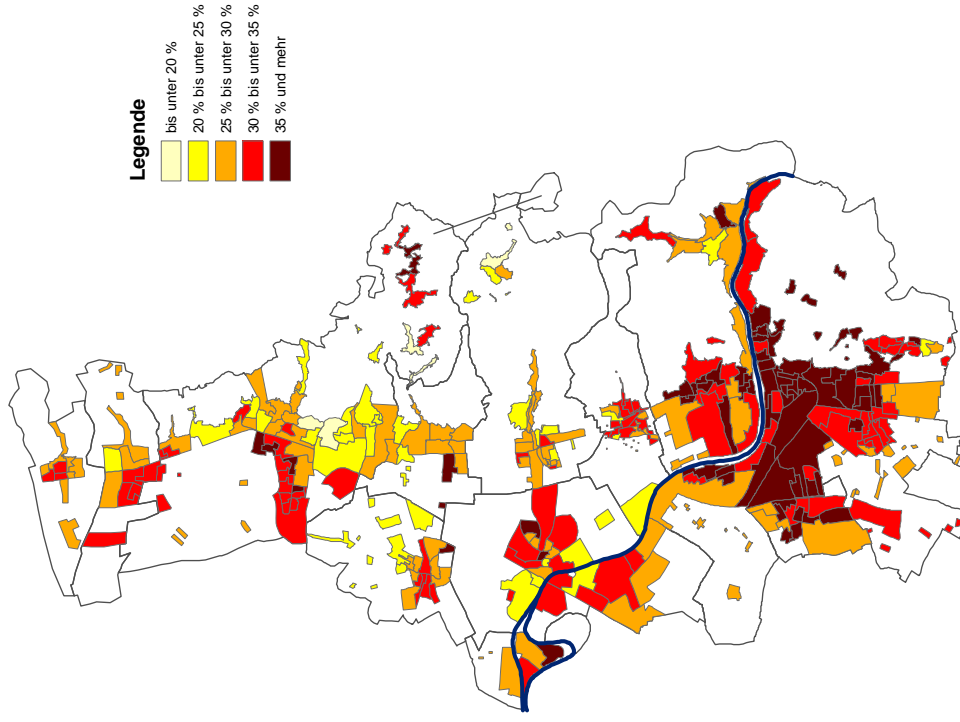 Legende
bis unter 20 %
20 % bis unter 25 %
25 % bis unter 30 %
30 % bis unter 35 %
35 % und mehr